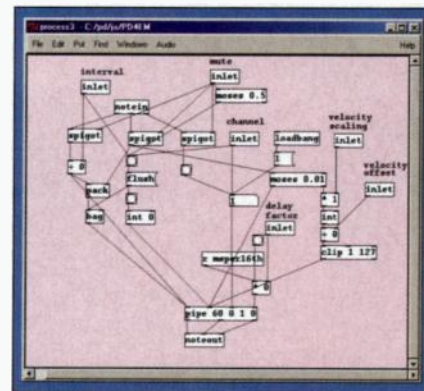 process3 - C:/pd/jx/PD4EW
File Edit Put Find Windows Audio Help
mute
interval
inlet
inlet
moses 0.5
notein
channel
velocity
scaling
spigot
spigot
spigot
inlet
loadbang
inlet
velocity
offset
+ 0
1
flush
moses 0.01
inlet
pack
* 1
1
bag
int
delay
factor
int 0
+ 0
inlet
clip 1 127
* 0
pipe 60 0 1 0
noteout